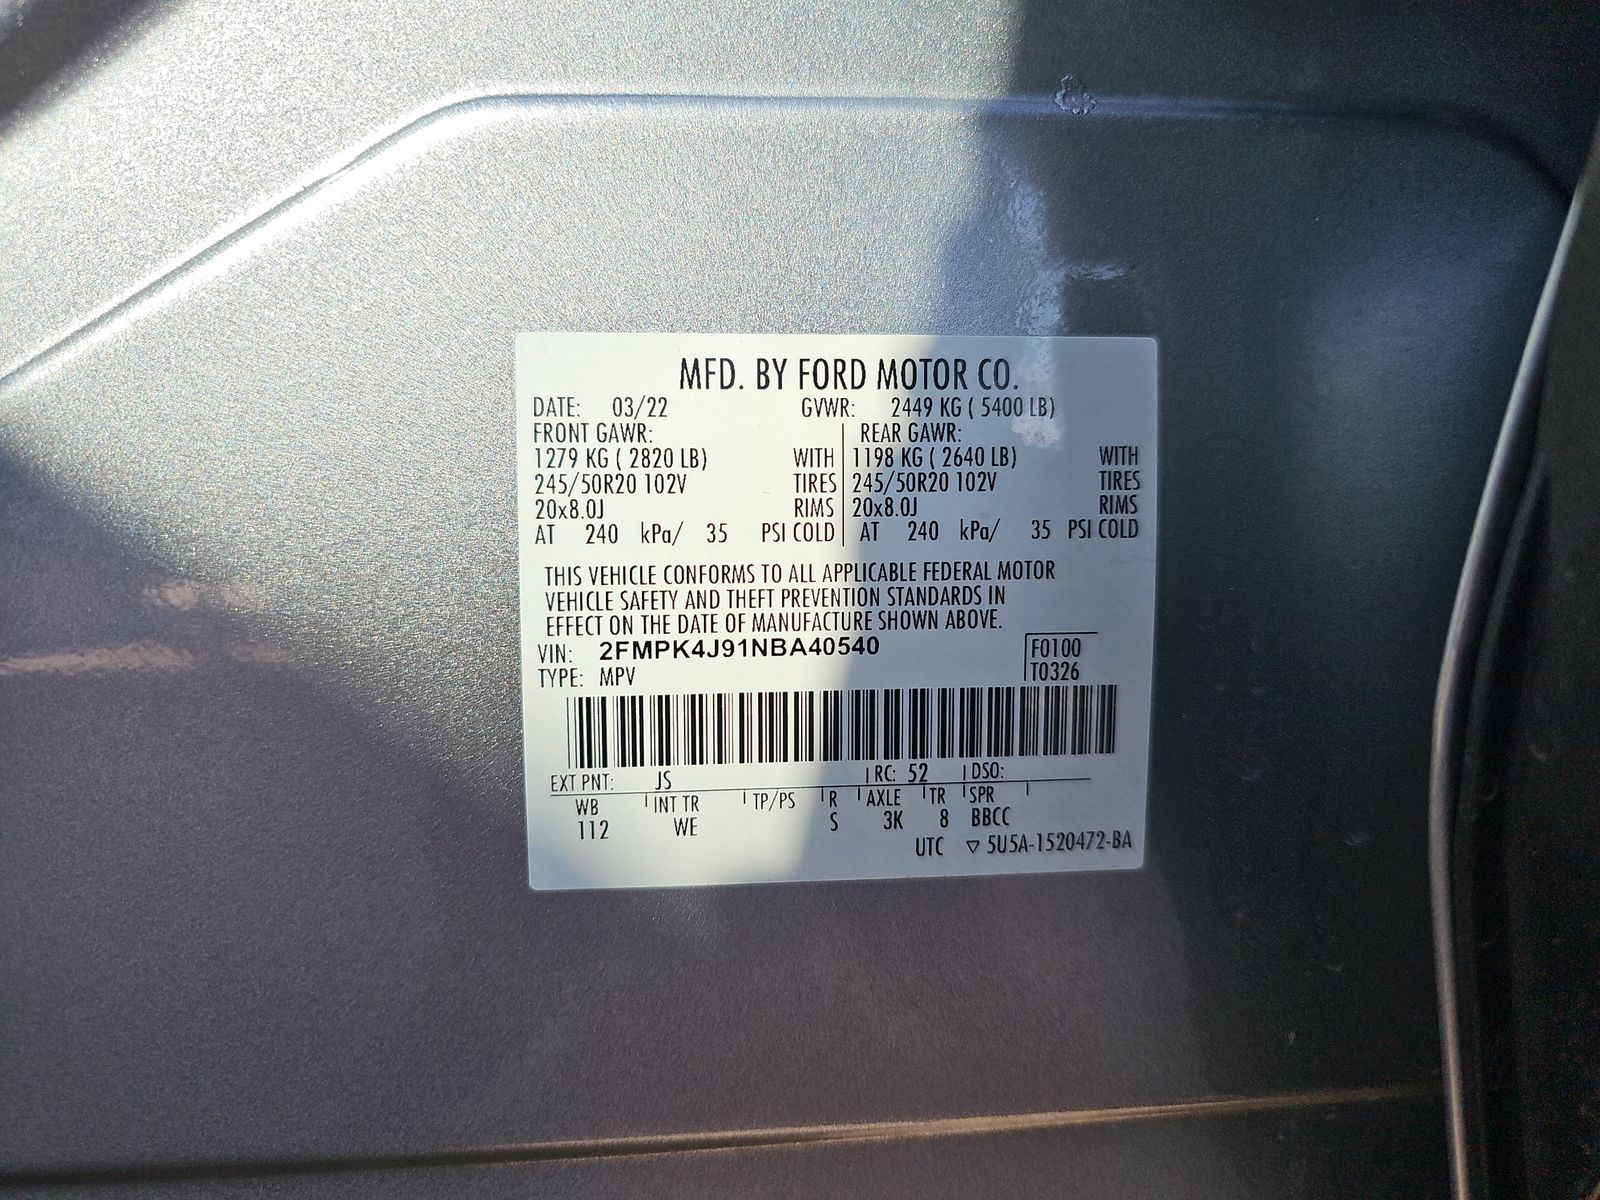 MFD. BY FORD MOTOR CO.
DATE: 03/22 GVWR: 2449 KG ( 5400 LB)
FRONT GAWR: REAR GAWR:
1279 KG ( 2820 LB) WITH 1198 KG ( 2640 LB) WITH
245/50R20 102V TIRES 245/50R20 102V TIRES
20x8.0J RIMS 20x8.0J RIMS
AT 240 kPa/ 35 PSI COLD AT 240 kPa/ 35 PSI COLD
THIS VEHICLE CONFORMS TO ALL APPLICABLE FEDERAL MOTOR
VEHICLE SAFETY AND THEFT PREVENTION STANDARDS IN
EFFECT ON THE DATE OF MANUFACTURE SHOWN ABOVE.
VIN: 2FMPK4J91NBA40540 F0100
TYPE: MPV T0326
EXT PNT: JS RC: 52 DSO:
WB INT TR TP/PS R AXLE TR SPR
112 WE S 3K 8 BBCC
UTC ▽ 5U5A-1520472-BA